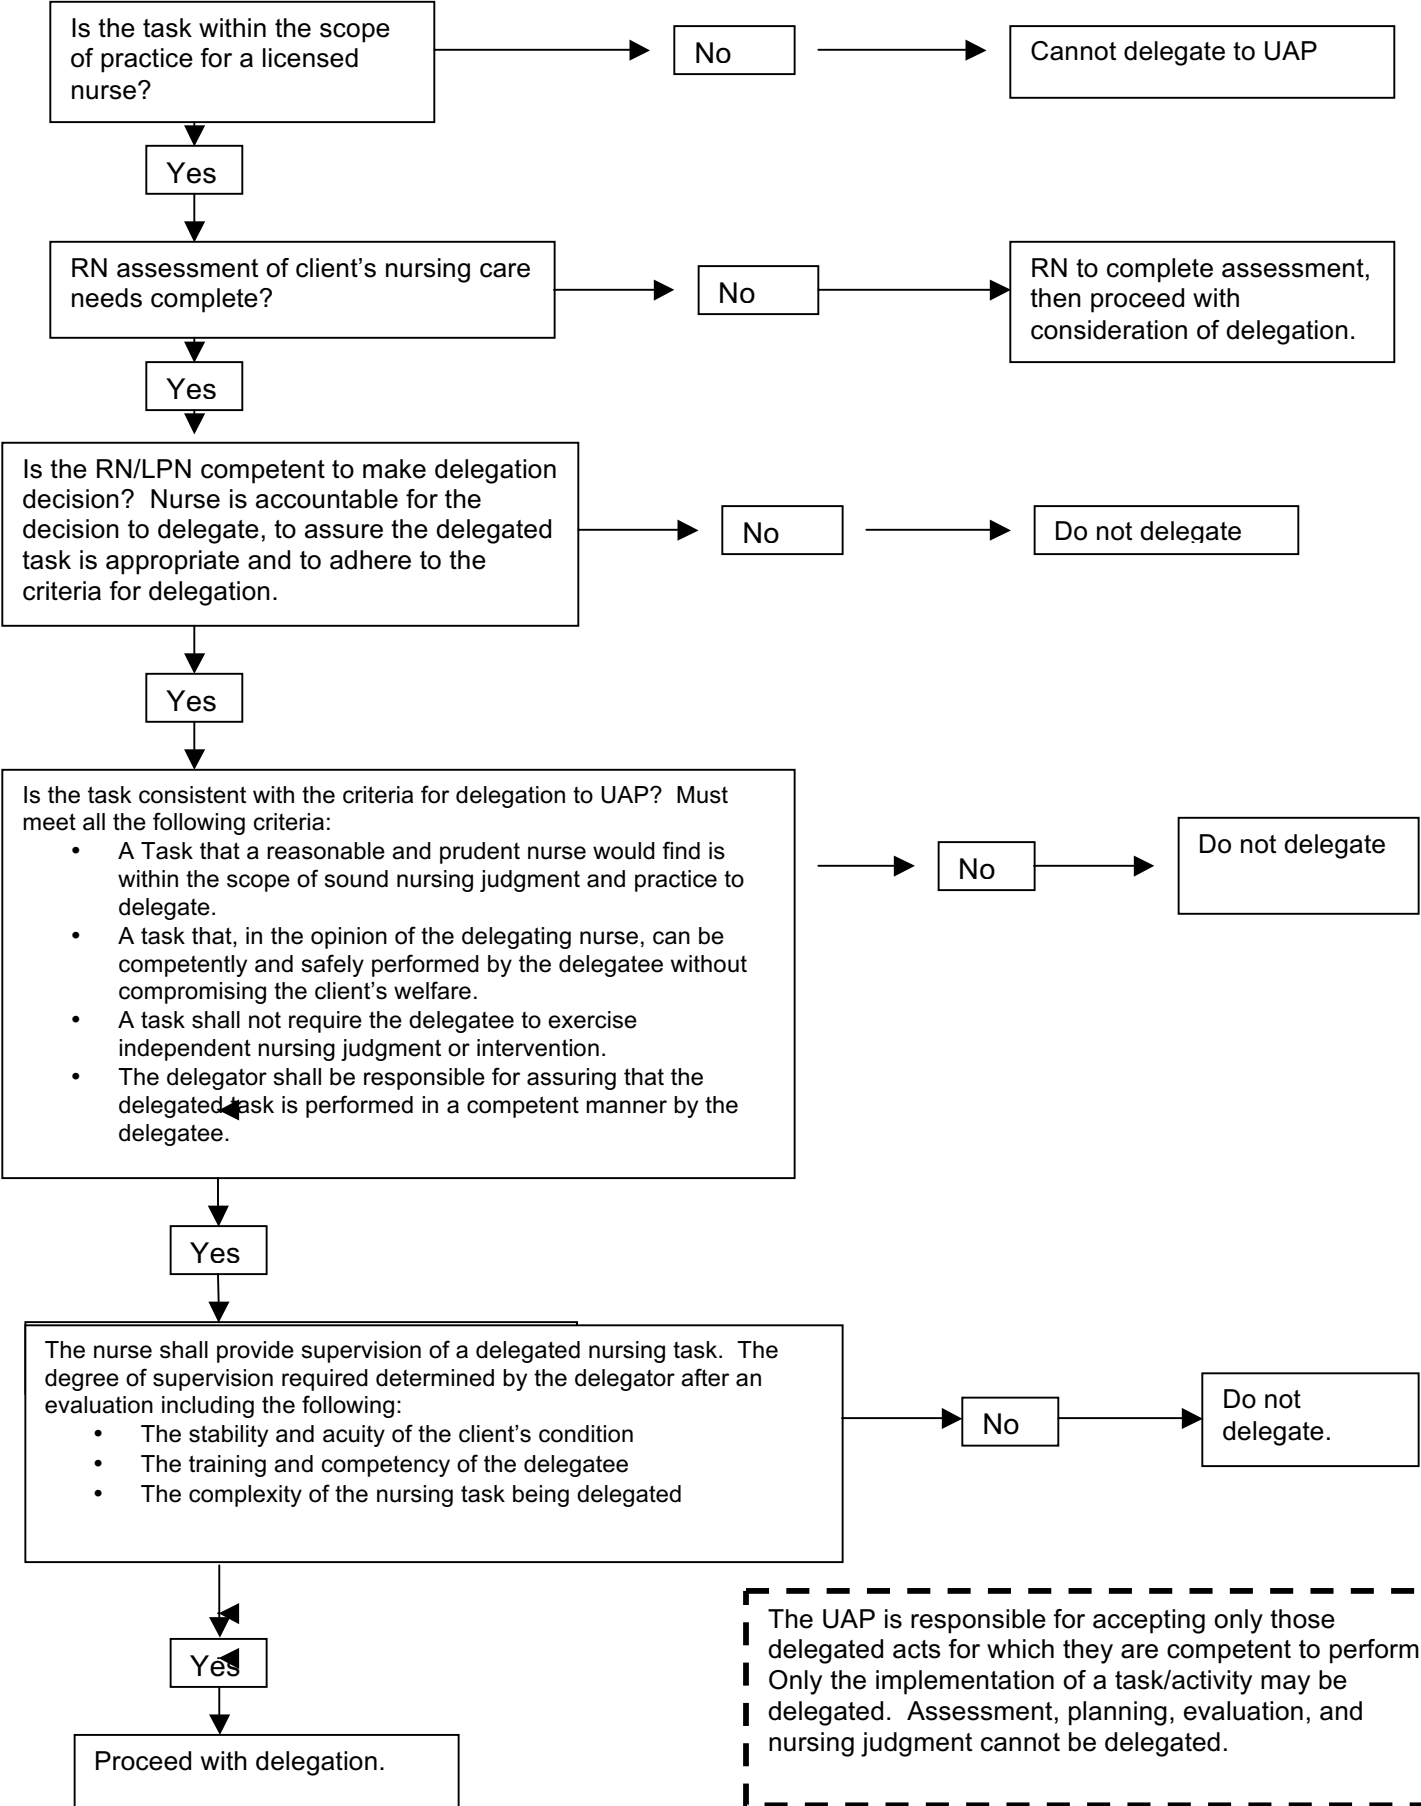 Is the task within the scope
of practice for a licensed
nurse?
No
Cannot delegate to UAP
Yes
RN assessment of client's nursing care
needs complete?
No
RN to complete assessment,
then proceed with
consideration of delegation.
Yes
Is the RN/LPN competent to make delegation
decision?  Nurse is accountable for the
decision to delegate, to assure the delegated
task is appropriate and to adhere to the
criteria for delegation.
No
Do not delegate
Yes
Is the task consistent with the criteria for delegation to UAP?  Must
meet all the following criteria:
• A Task that a reasonable and prudent nurse would find is
within the scope of sound nursing judgment and practice to
delegate.
• A task that, in the opinion of the delegating nurse, can be
competently and safely performed by the delegatee without
compromising the client's welfare.
• A task shall not require the delegatee to exercise
independent nursing judgment or intervention.
• The delegator shall be responsible for assuring that the
delegated task is performed in a competent manner by the
delegatee.
No
Do not delegate
Yes
The nurse shall provide supervision of a delegated nursing task.  The
degree of supervision required determined by the delegator after an
evaluation including the following:
• The stability and acuity of the client's condition
• The training and competency of the delegatee
• The complexity of the nursing task being delegated
No
Do not
delegate.
Yes
Proceed with delegation.
The UAP is responsible for accepting only those
delegated acts for which they are competent to perform
Only the implementation of a task/activity may be
delegated.  Assessment, planning, evaluation, and
nursing judgment cannot be delegated.